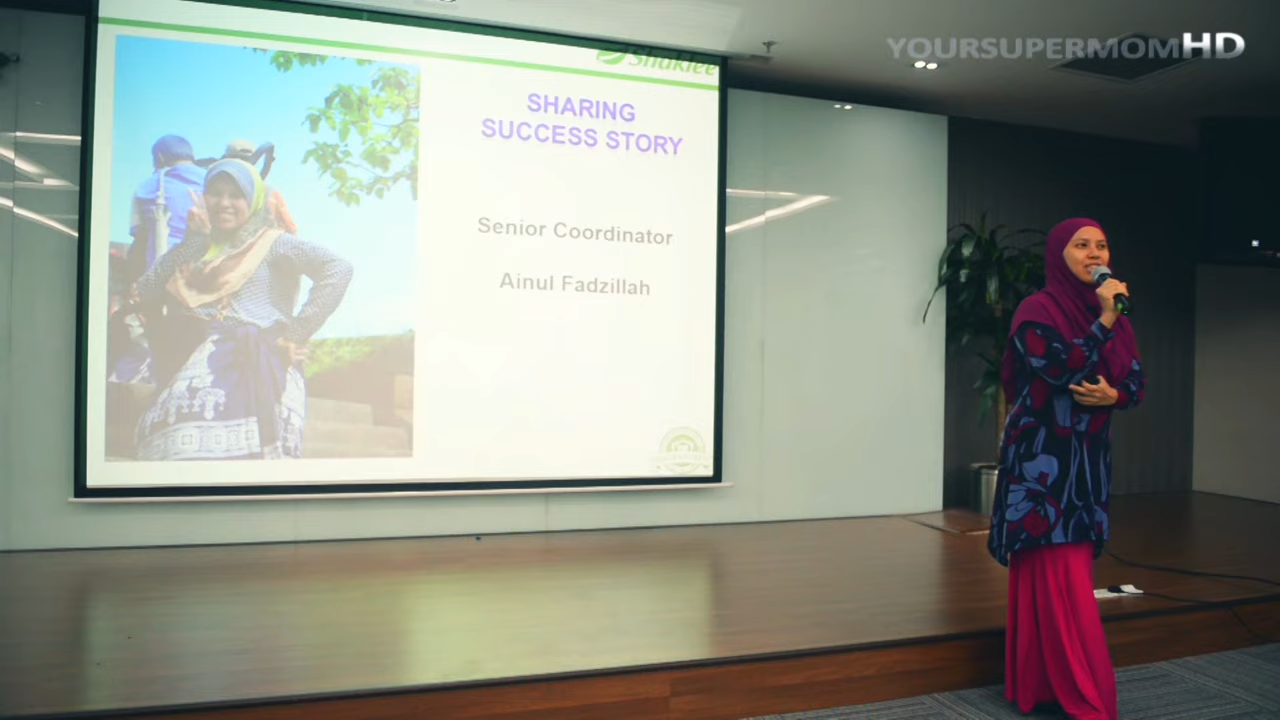 YOURSUPERMOMHD
Shaklee
SHARING
SUCCESS STORY
Senior Coordinator
Ainul Fadzillah